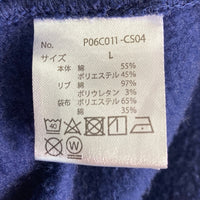 No. P06C011-CS04
サイズ L
本体 綿 55%
ポリエステル 45%
リブ 綿 97%
ポリウレタン 3%
袋布 ポリエステル 65%
綿 35%
40